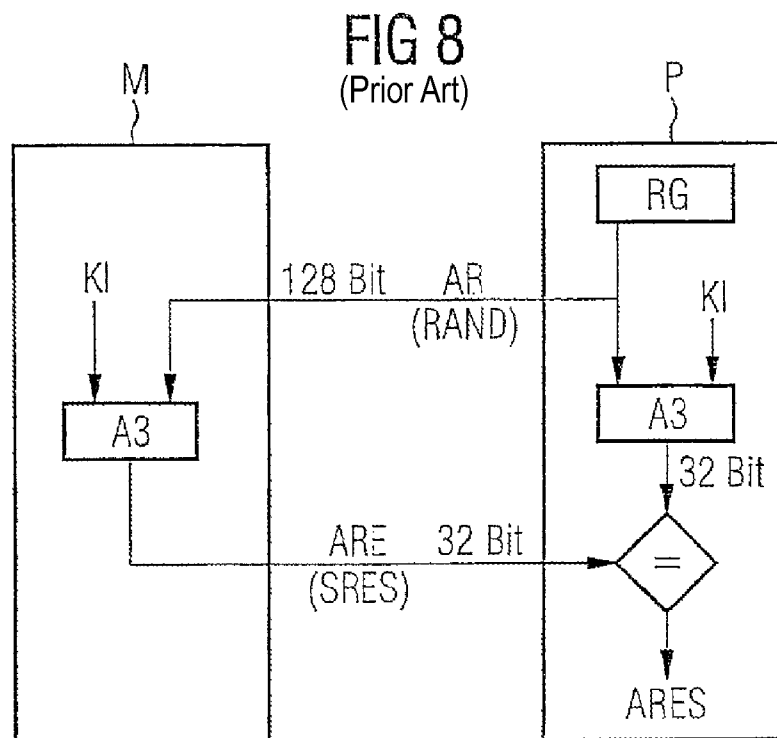 FIG 8
(Prior Art)
M
P
RG
128 Bit AR
(RAND)
KI
KI
A3
A3
32 Bit
ARE 32 Bit
(SRES)
=
ARES